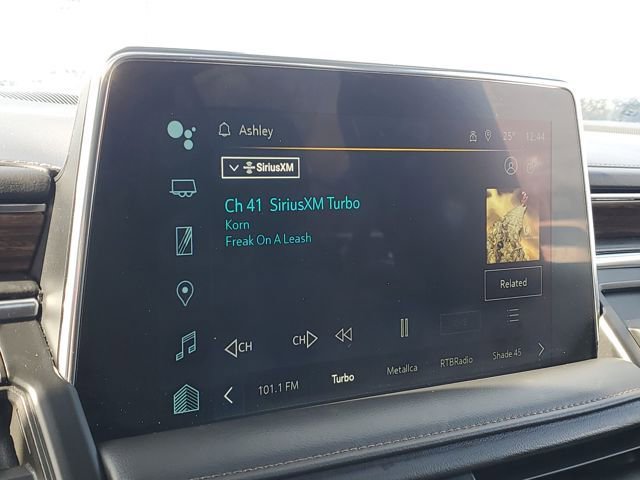 Ashley
25° 12:44
SiriusXM
Ch 41 SiriusXM Turbo
Korn
Freak On A Leash
Related
CH CH
101.1 FM Turbo Metallca RTBRadio Shade 45